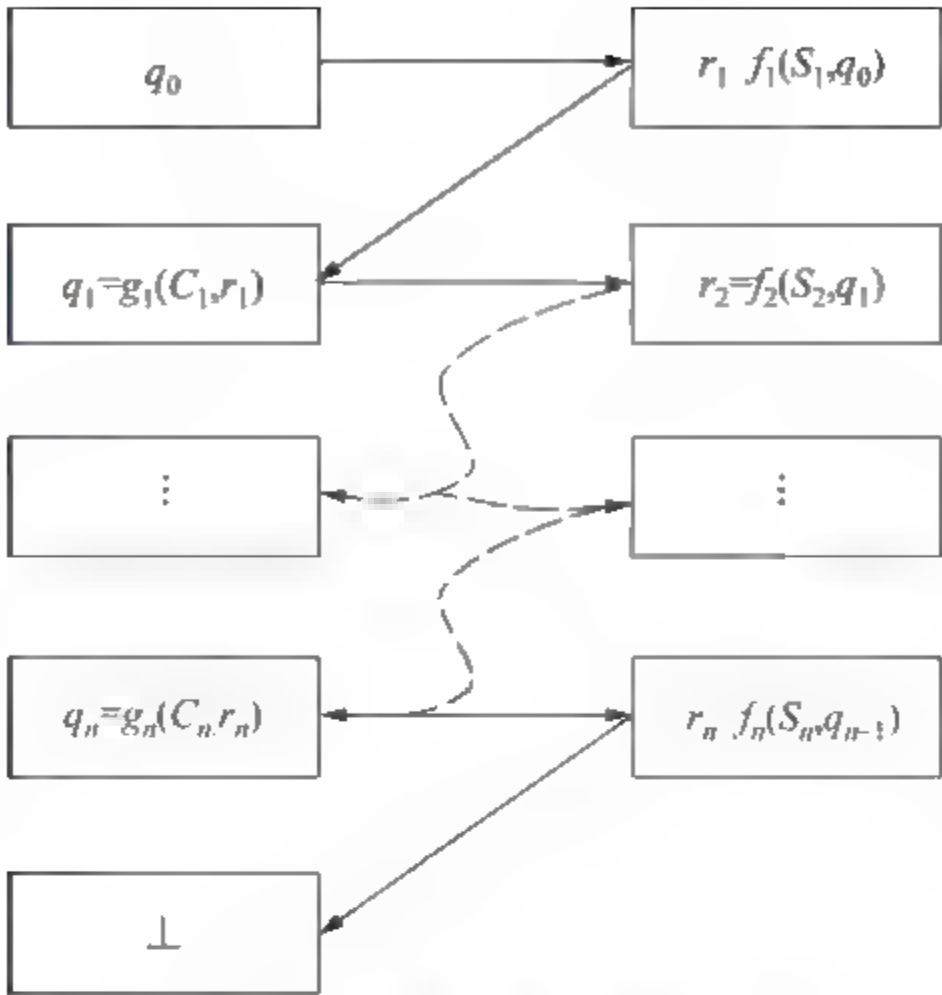 q₀
r₁ f₁(S₁,q₀)
q₁=g₁(C₁,r₁)
r₂=f₂(S₂,q₁)
⋮
⋮
qₙ=gₙ(Cₙ,rₙ)
rₙ fₙ(Sₙ,qₙ₋₁)
⊥